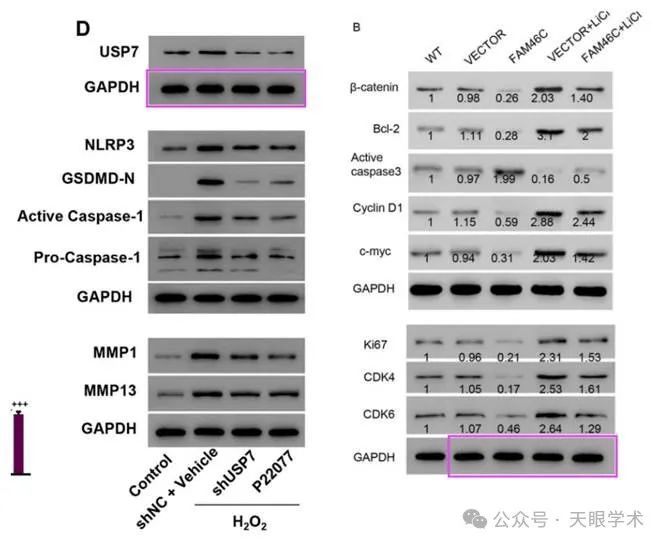 D
USP7
GAPDH
NLRP3
GSDMD-N
Active Caspase-1
Pro-Caspase-1
GAPDH
MMP1
MMP13
GAPDH
Control
shNC + Vehicle
shUSP7
P22077
H₂O₂
+++
B
WT
VECTOR
FAM46C
VECTOR+LiCl
FAM46C+LiCl
β-catenin
1 0.98 0.26 2.03 1.40
Bcl-2
1 1.11 0.28 3.1 2
Active
caspase3
1 0.97 1.99 0.16 0.5
Cyclin D1
1 1.15 0.59 2.88 2.44
c-myc
1 0.94 0.31 2.03 1.42
GAPDH
Ki67
1 0.96 0.21 2.31 1.53
CDK4
1 1.05 0.17 2.53 1.61
CDK6
1 1.07 0.46 2.64 1.29
GAPDH
公众号 · 天眼学术